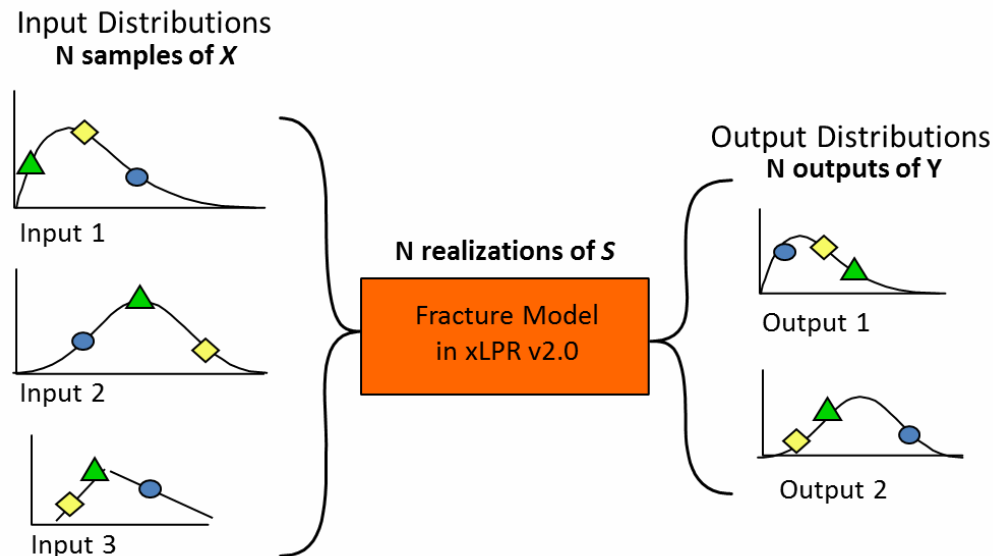 Input Distributions
N samples of X
Input 1
Input 2
Input 3
N realizations of S
Fracture Model
in xLPR v2.0
Output Distributions
N outputs of Y
Output 1
Output 2